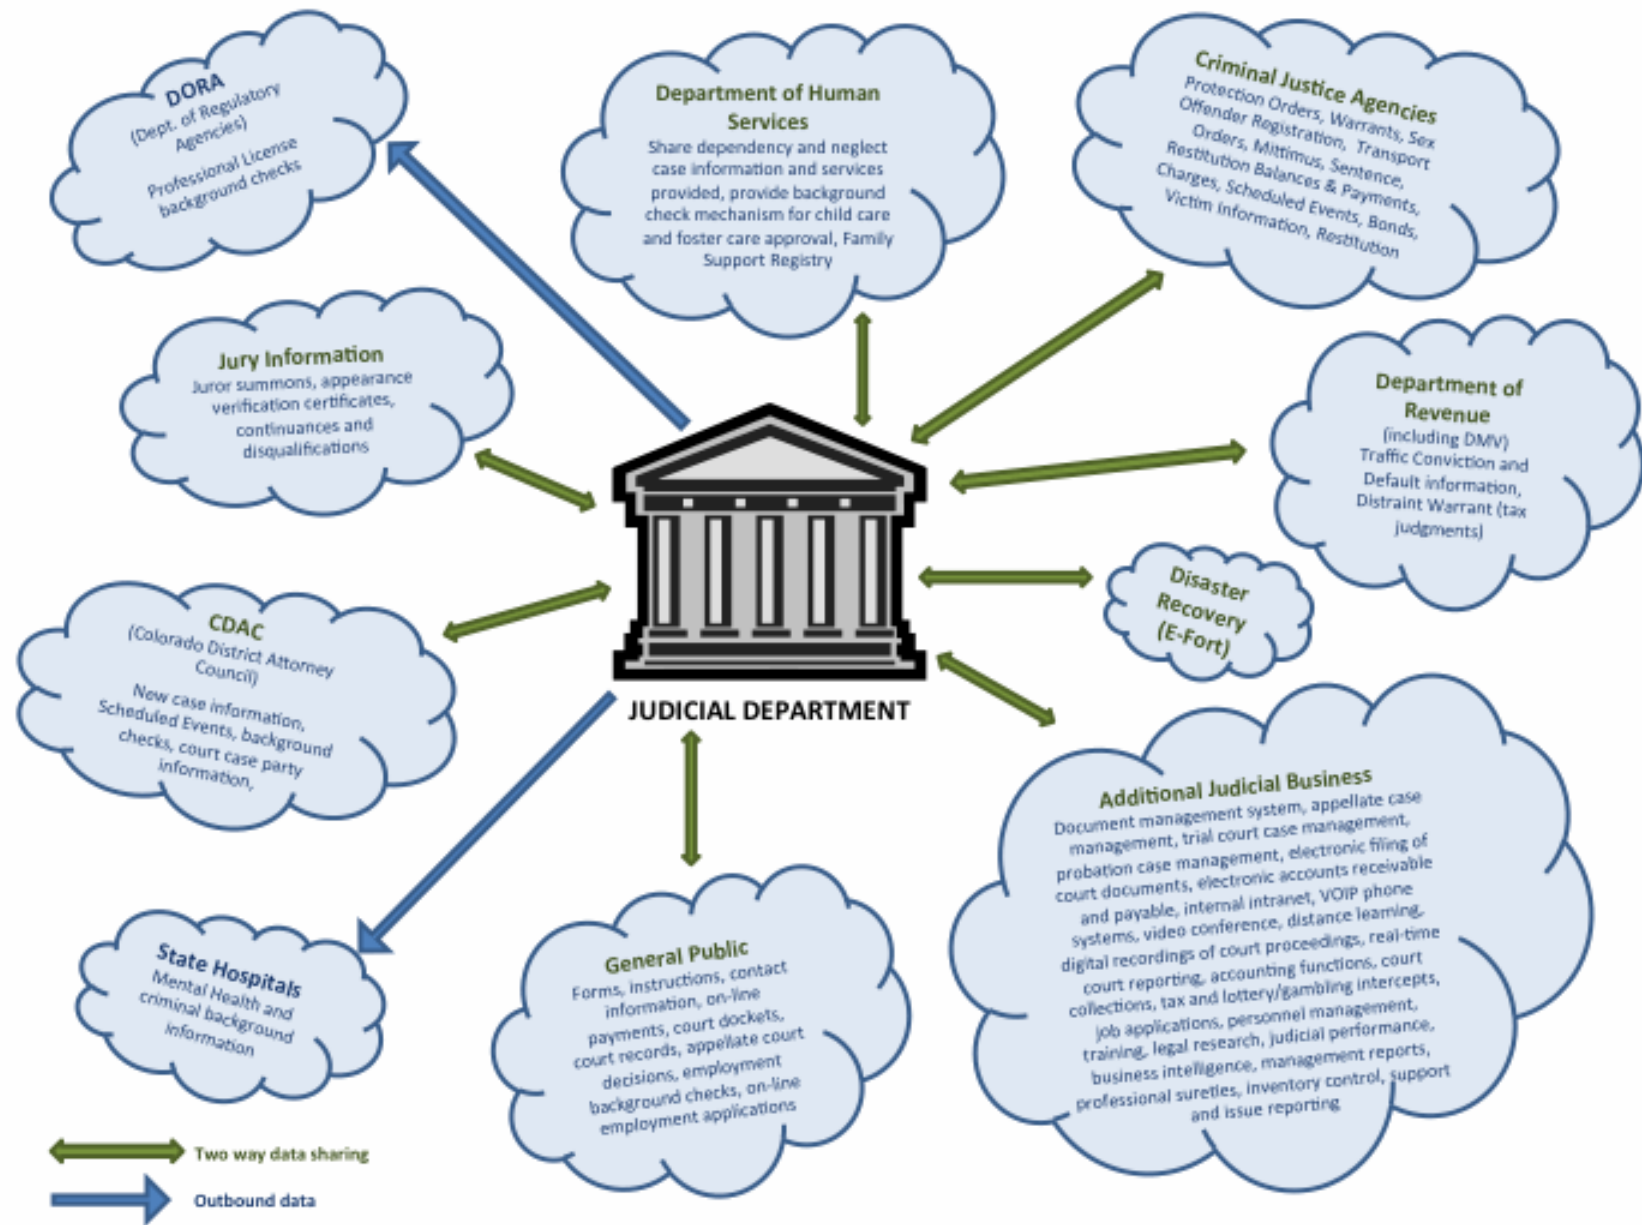 DORA
(Dept. of Regulatory
Agencies)
Professional License
background checks
Department of Human
Services
Share dependency and neglect
case information and services
provided, provide background
check mechanism for child care
and foster care approval, Family
Support Registry
Criminal Justice Agencies
Protection Orders, Warrants, Sex
Offender Registration, Transport
Orders, Mittimus, Sentence,
Restitution Balances & Payments,
Charges, Scheduled Events, Bonds,
Victim Information, Restitution
Jury Information
Juror summons, appearance
verification certificates,
continuances and
disqualifications
Department of
Revenue
(including DMV)
Traffic Conviction and
Default information,
Distraint Warrant (tax
judgments)
Disaster
Recovery
(E-Fort)
CDAC
(Colorado District Attorney
Council)
New case information,
Scheduled Events, background
checks, court case party
information,
JUDICIAL DEPARTMENT
Additional Judicial Business
Document management system, appellate case
management, trial court case management,
probation case management, electronic filing of
court documents, electronic accounts receivable
and payable, internal intranet, VOIP phone
systems, video conference, distance learning,
digital recordings of court proceedings, real-time
court reporting, accounting functions, court
collections, tax and lottery/gambling intercepts,
job applications, personnel management,
training, legal research, judicial performance,
business intelligence, management reports,
professional sureties, inventory control, support
and issue reporting
State Hospitals
Mental Health and
criminal background
information
General Public
Forms, instructions, contact
information, on-line
payments, court dockets,
court records, appellate court
decisions, employment
background checks, on-line
employment applications
Two way data sharing
Outbound data